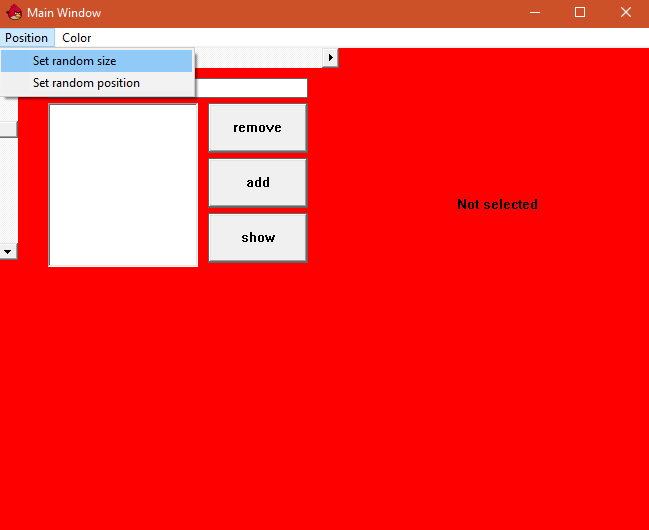 Main Window
Position Color
Set random size
Set random position
remove
add
show
Not selected